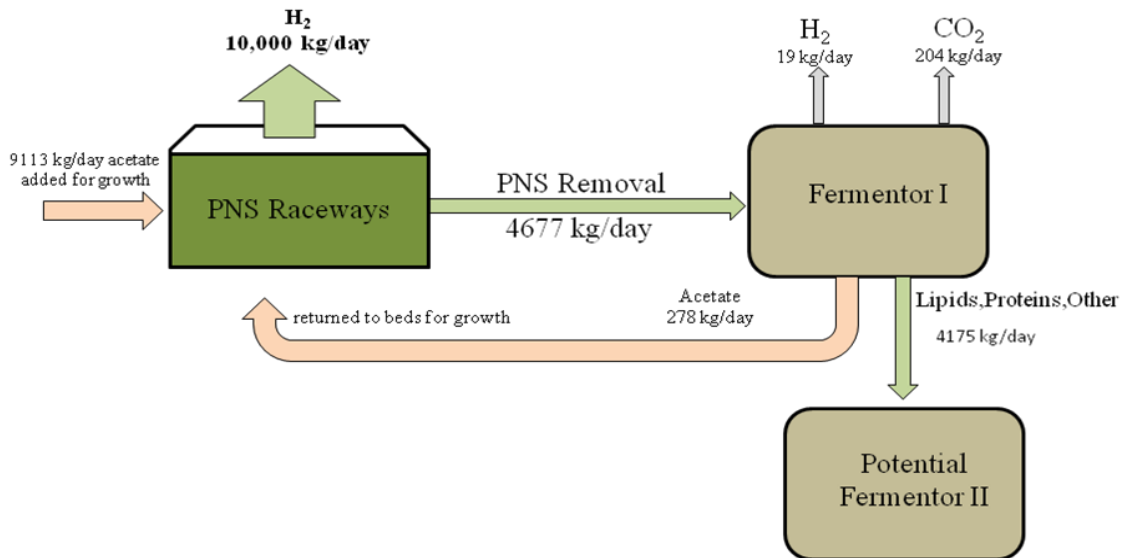 H₂
10,000 kg/day
H₂
19 kg/day
CO₂
204 kg/day
9113 kg/day acetate
added for growth
PNS Raceways
PNS Removal
4677 kg/day
Fermentor I
returned to beds for growth
Acetate
278 kg/day
Lipids,Proteins,Other
4175 kg/day
Potential
Fermentor II